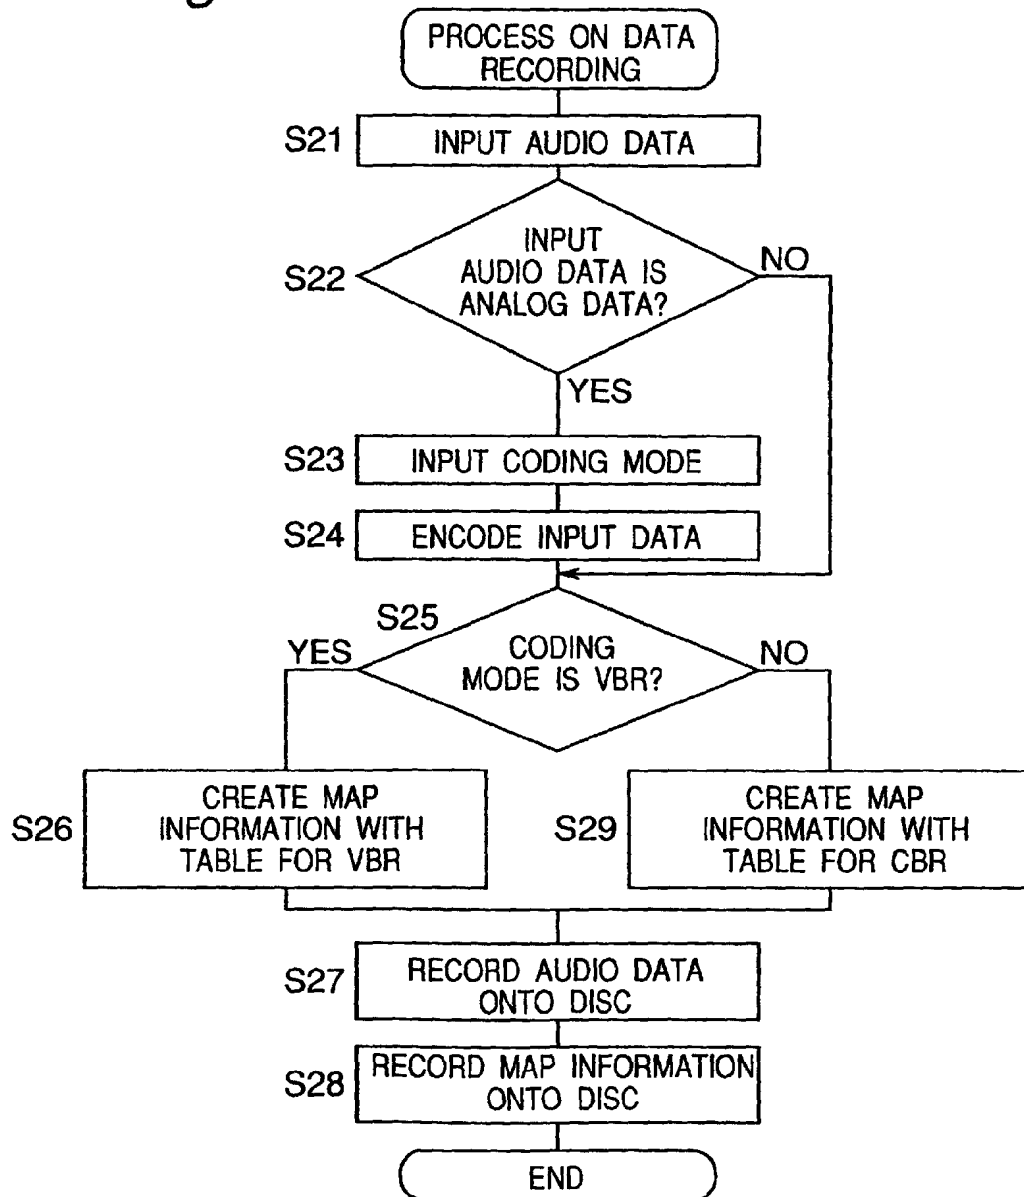 PROCESS ON DATA
RECORDING
S21
INPUT AUDIO DATA
S22
INPUT
AUDIO DATA IS
ANALOG DATA?
NO
YES
S23
INPUT CODING MODE
S24
ENCODE INPUT DATA
S25
YES
CODING
MODE IS VBR?
NO
S26
CREATE MAP
INFORMATION WITH
TABLE FOR VBR
S29
CREATE MAP
INFORMATION WITH
TABLE FOR CBR
S27
RECORD AUDIO DATA
ONTO DISC
S28
RECORD MAP INFORMATION
ONTO DISC
END